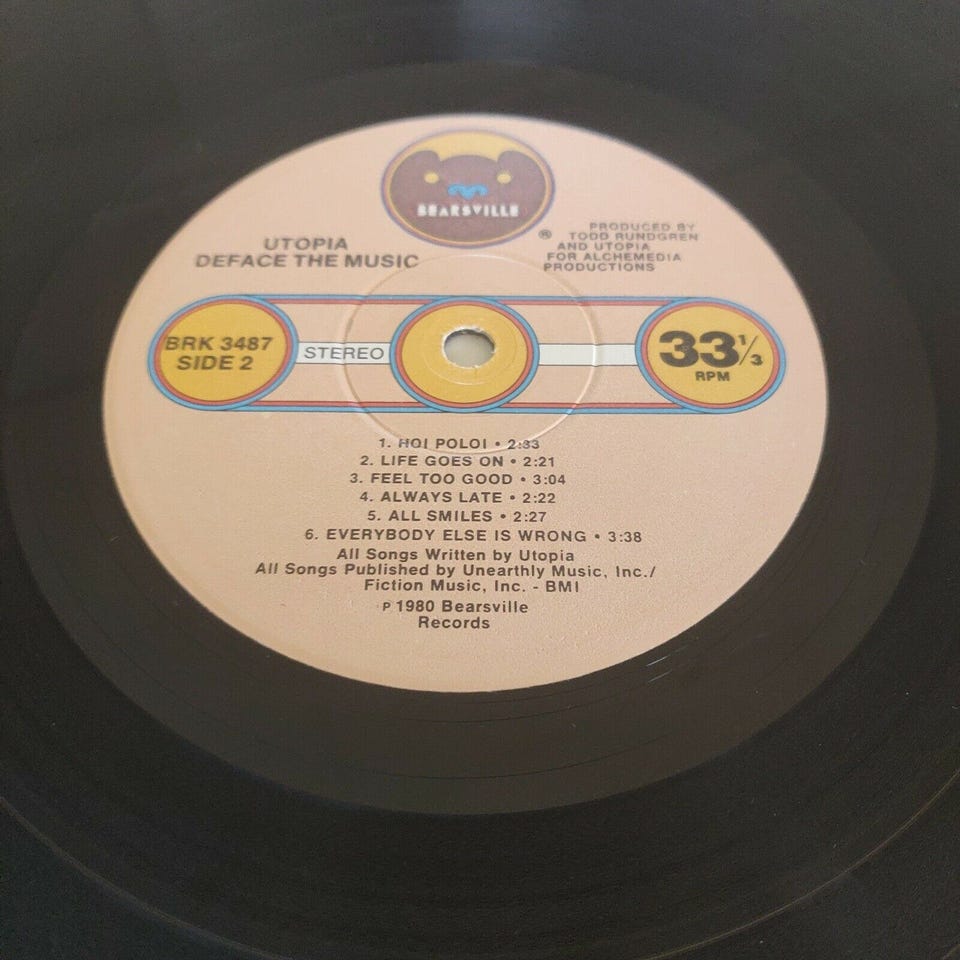 BEARSVILLE
®
UTOPIA
DEFACE THE MUSIC
PRODUCED BY
TODD RUNDGREN
AND UTOPIA
FOR ALCHEMEDIA
PRODUCTIONS
BRK 3487
SIDE 2
STEREO
33 1/3
RPM
1. HOI POLOI • 2:33
2. LIFE GOES ON • 2:21
3. FEEL TOO GOOD • 3:04
4. ALWAYS LATE • 2:22
5. ALL SMILES • 2:27
6. EVERYBODY ELSE IS WRONG • 3:38
All Songs Written by Utopia
All Songs Published by Unearthly Music, Inc./
Fiction Music, Inc. - BMI
P 1980 Bearsville
Records